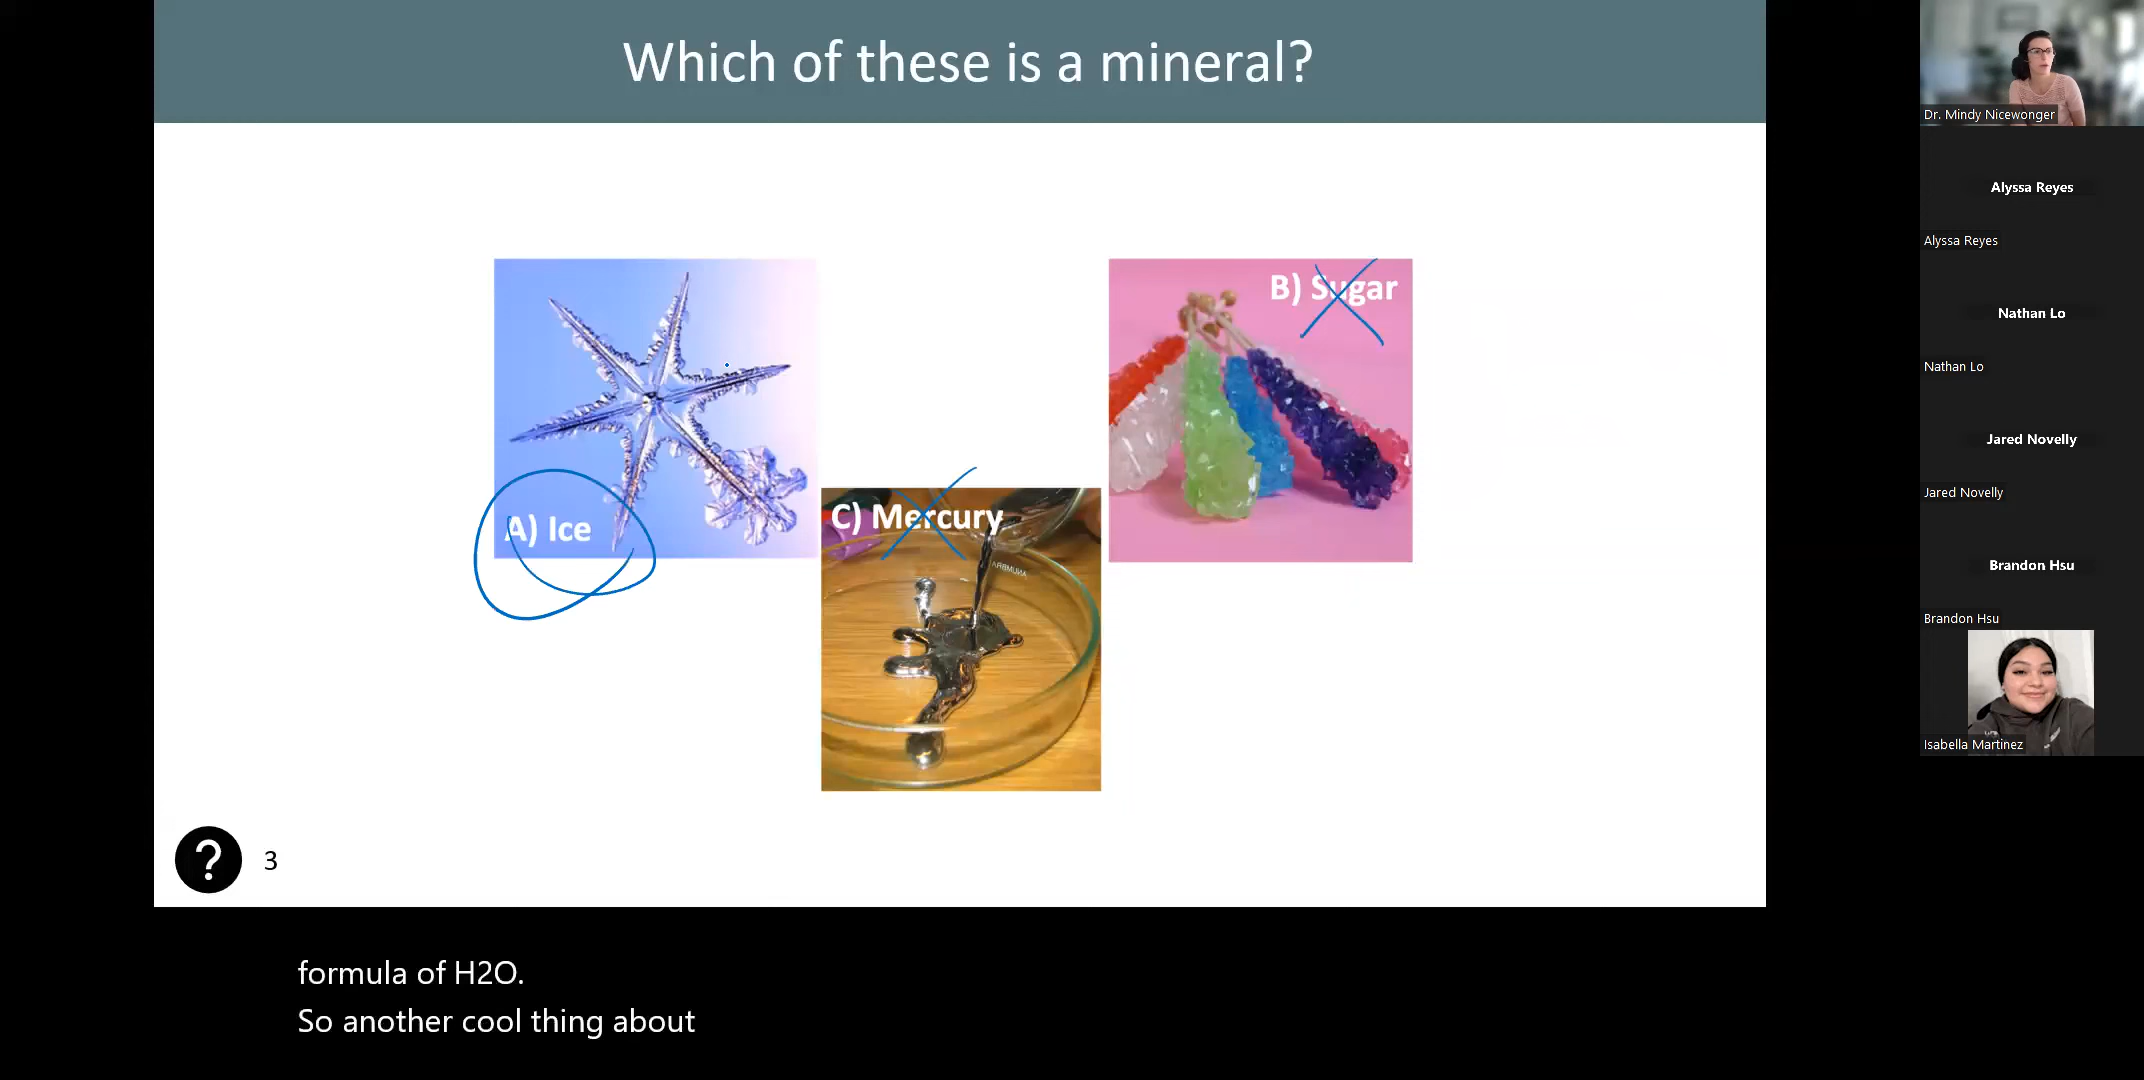 Which of these is a mineral?
A) Ice
B) Sugar
C) Mercury
3
formula of H2O.
So another cool thing about
Dr. Mindy Nicewonger
Alyssa Reyes
Alyssa Reyes
Nathan Lo
Nathan Lo
Jared Novelly
Jared Novelly
Brandon Hsu
Brandon Hsu
Isabella Martinez